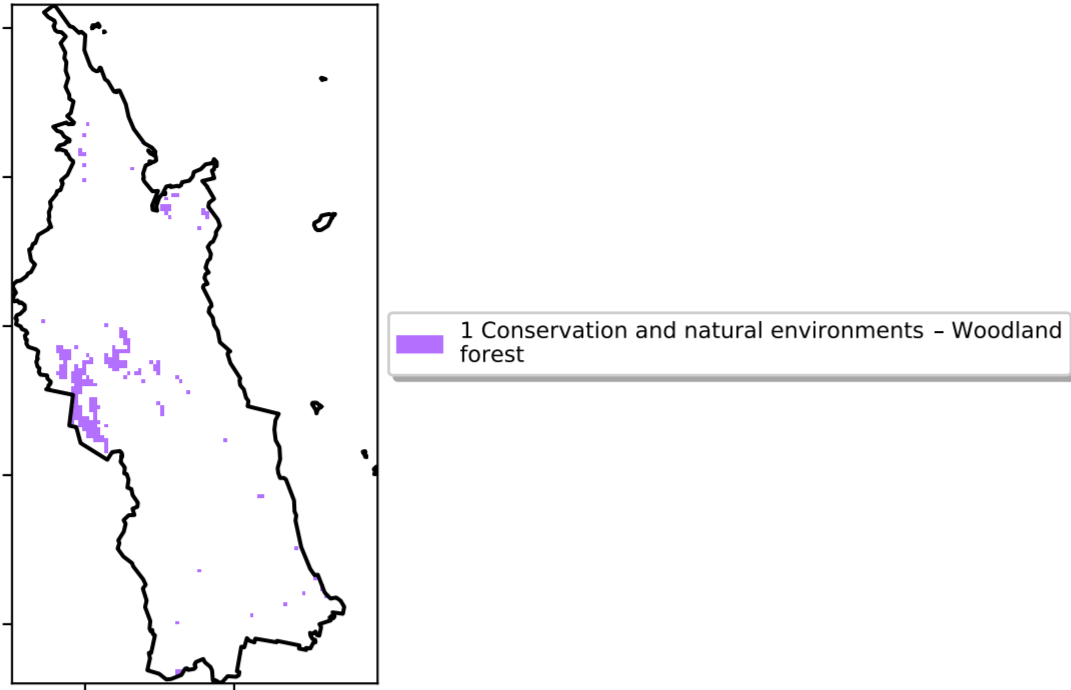 1 Conservation and natural environments – Woodland
forest